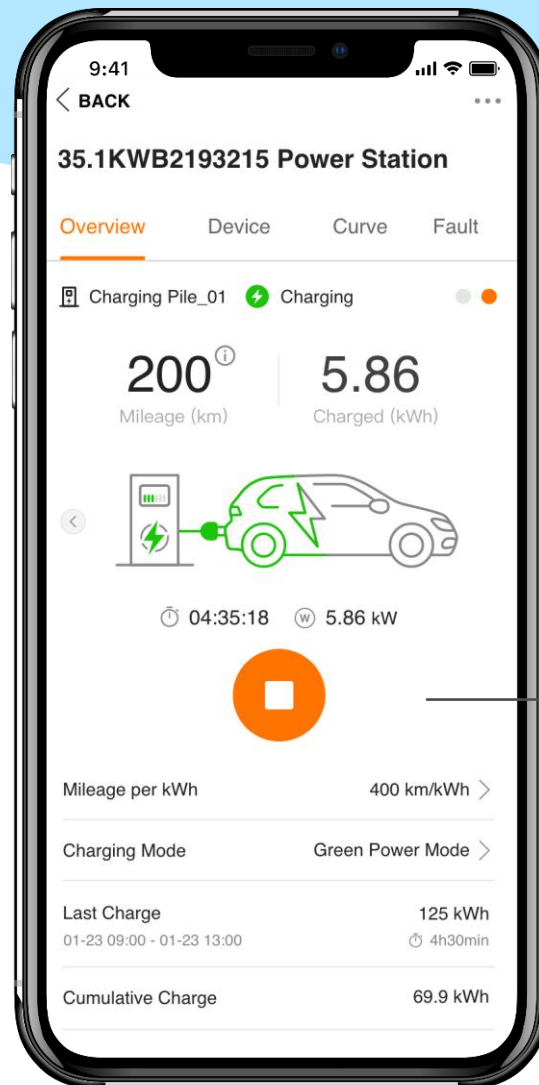 9:41
BACK
35.1KWB2193215 Power Station
Overview Device Curve Fault
Charging Pile_01 Charging
200 5.86
Mileage (km) Charged (kWh)
04:35:18 W 5.86 kW
Mileage per kWh 400 km/kWh
Charging Mode Green Power Mode
Last Charge 125 kWh
01-23 09:00 - 01-23 13:00 4h30min
Cumulative Charge 69.9 kWh